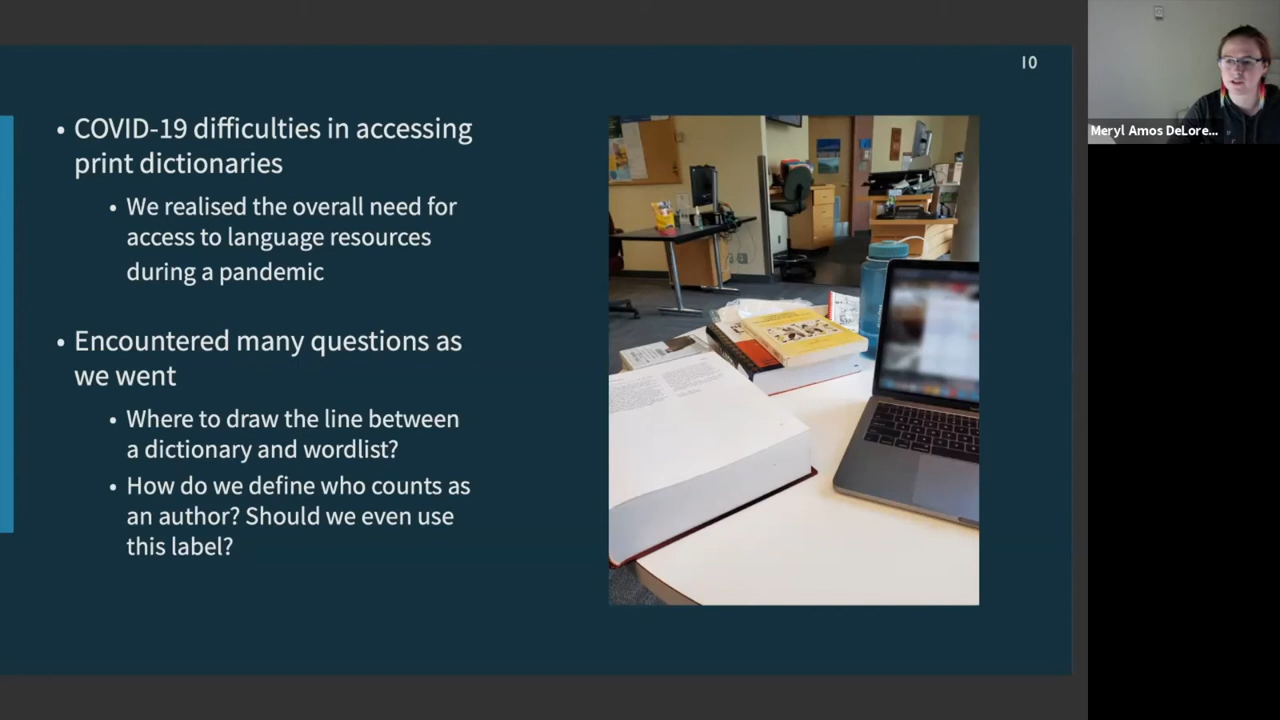 10
• COVID-19 difficulties in accessing
print dictionaries
• We realised the overall need for
access to language resources
during a pandemic
• Encountered many questions as
we went
• Where to draw the line between
a dictionary and wordlist?
• How do we define who counts as
an author? Should we even use
this label?
Meryl Amos DeLore...